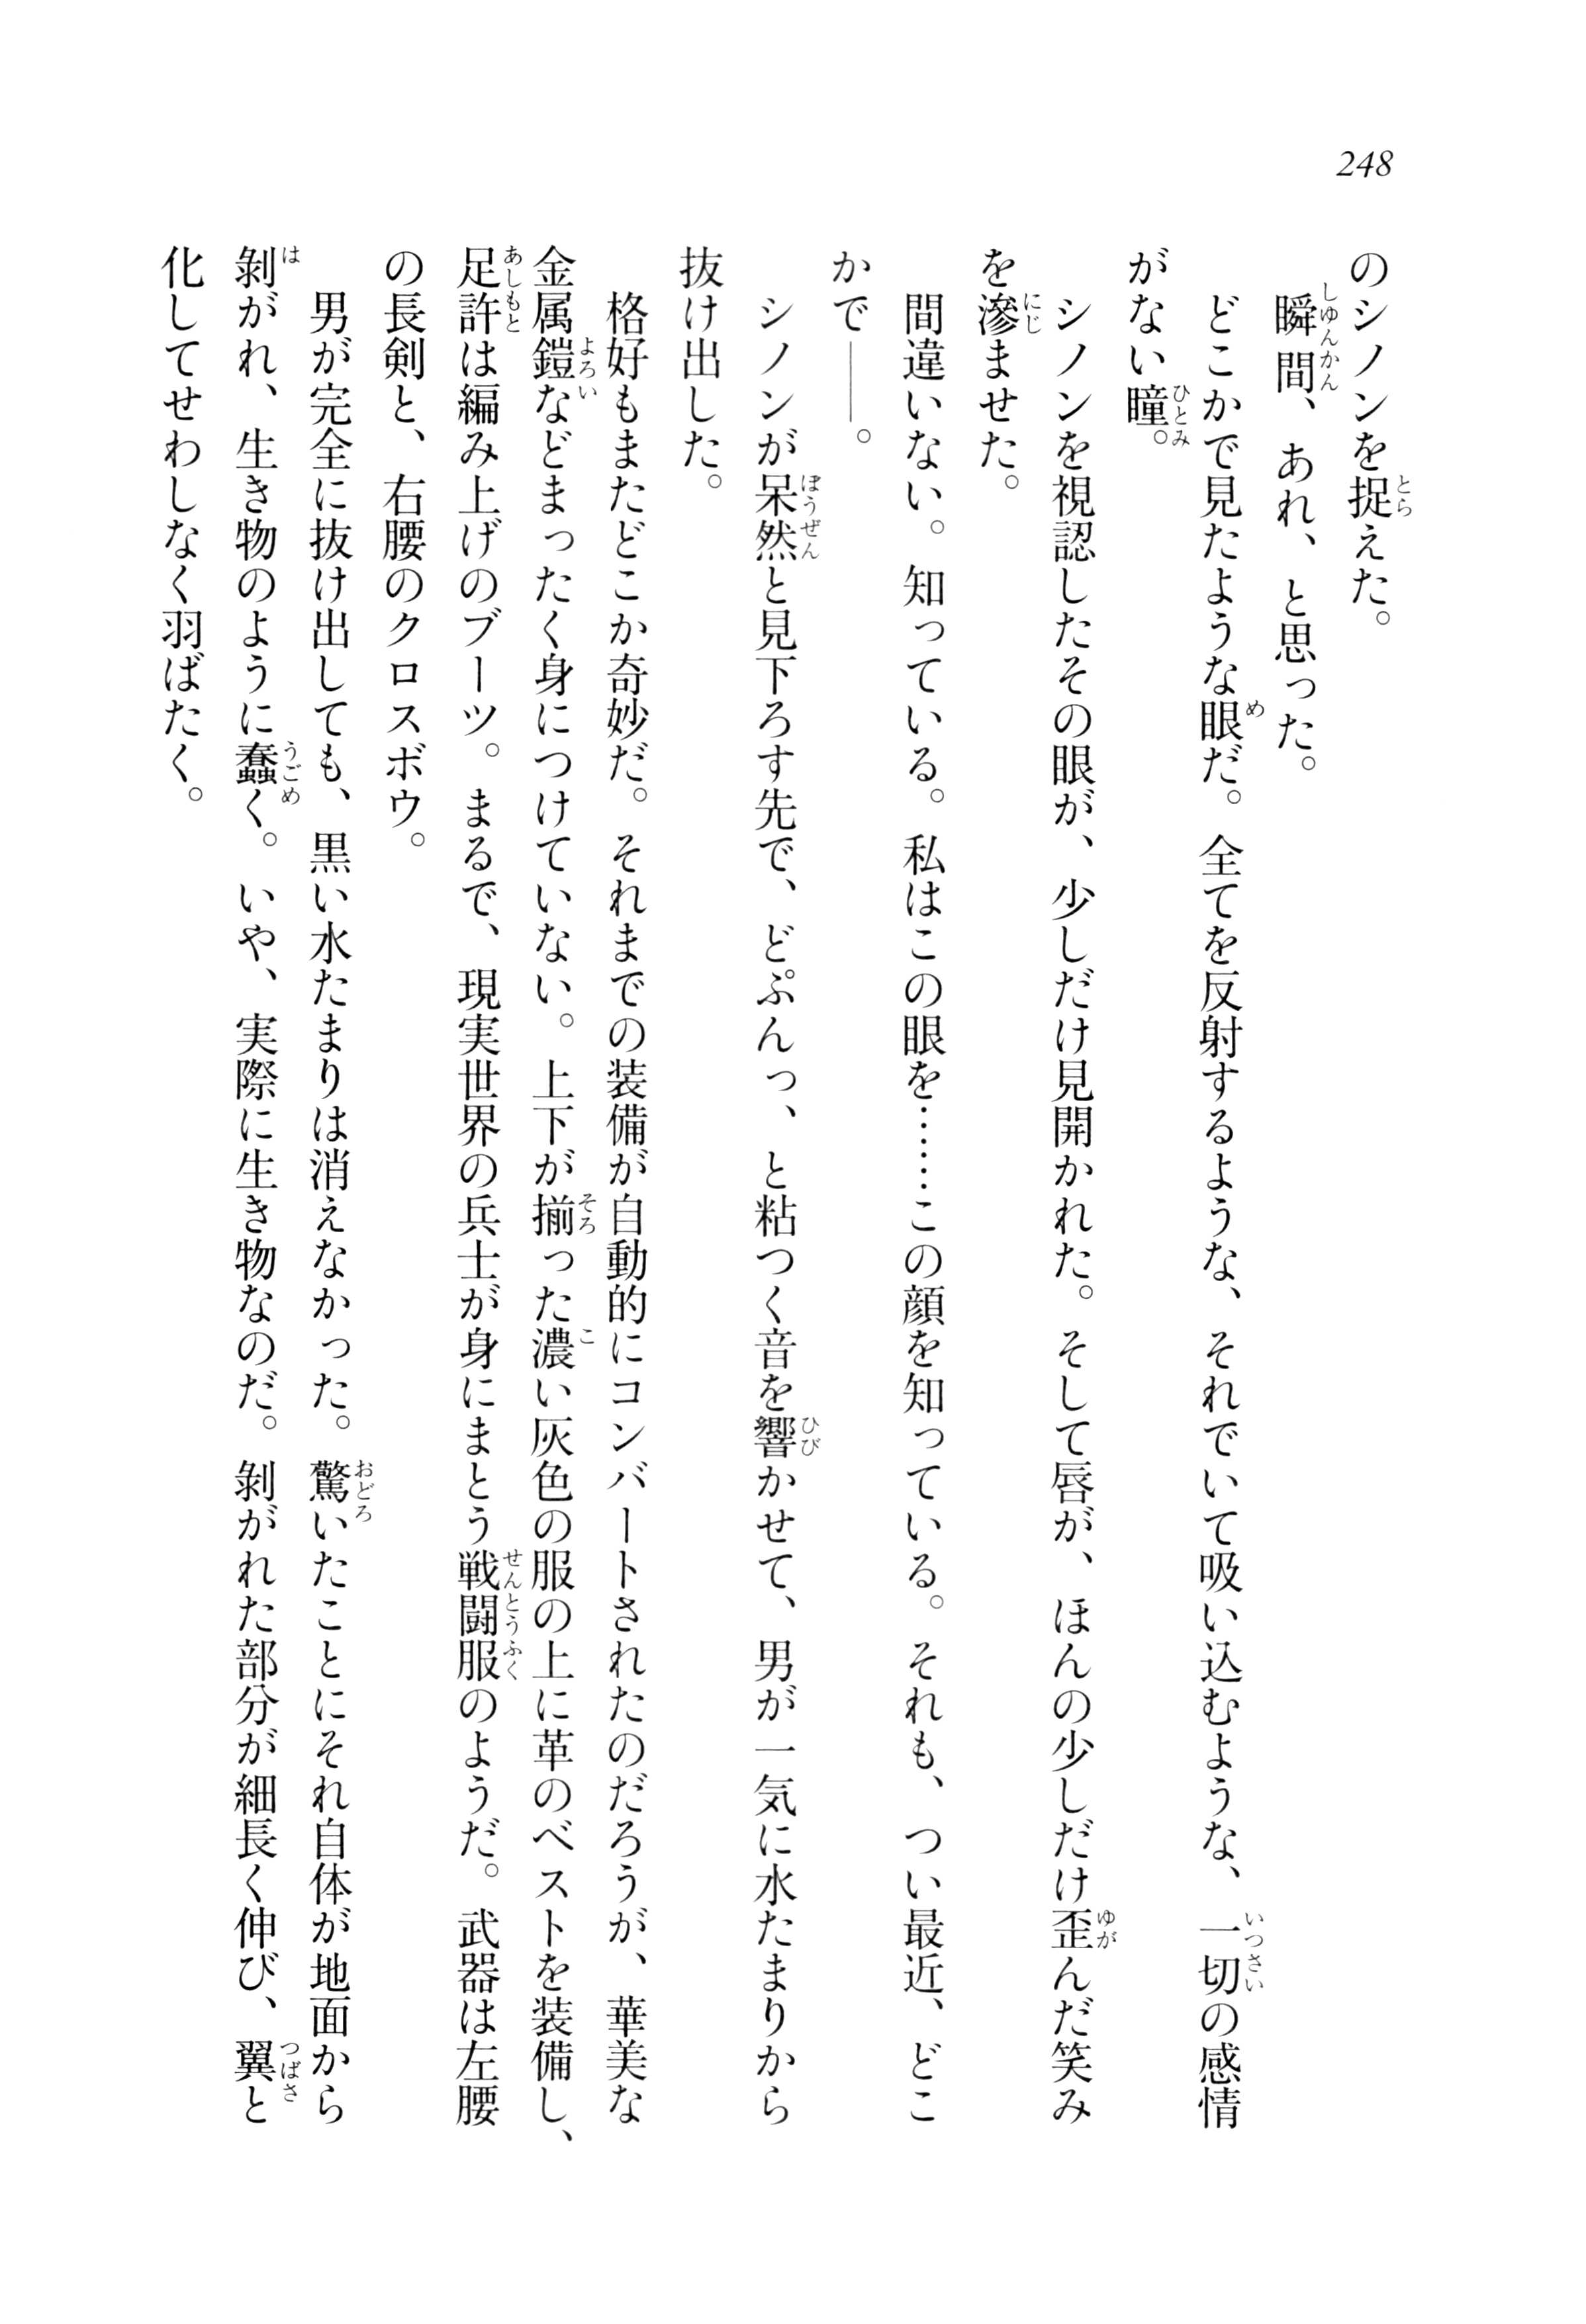 248
のシノンを捉えた。
瞬間、あれ、と思った。
どこかで見たような眼だ。全てを反射するような、それでいて吸い込むような、一切の感情
がない瞳。
シノンを視認したその眼が、少しだけ見開かれた。そして唇が、ほんの少しだけ歪んだ笑み
を滲ませた。
間違いない。知っている。私はこの眼を……この顔を知っている。それも、つい最近、どこ
かで――。
シノンが呆然と見下ろす先で、どぷんっ、と粘つく音を響かせて、男が一気に水たまりから
抜け出した。
格好もまたどこか奇妙だ。それまでの装備が自動的にコンバートされたのだろうが、華美な
金属鎧などまったく身につけていない。上下が揃った濃い灰色の服の上に革のベストを装備し、
足許は編み上げのブーツ。まるで、現実世界の兵士が身にまとう戦闘服のようだ。武器は左腰
の長剣と、右腰のクロスボウ。
男が完全に抜け出しても、黒い水たまりは消えなかった。驚いたことにそれ自体が地面から
剝がれ、生き物のように蠢く。いや、実際に生き物なのだ。剝がれた部分が細長く伸び、翼と
化してせわしなく羽ばたく。